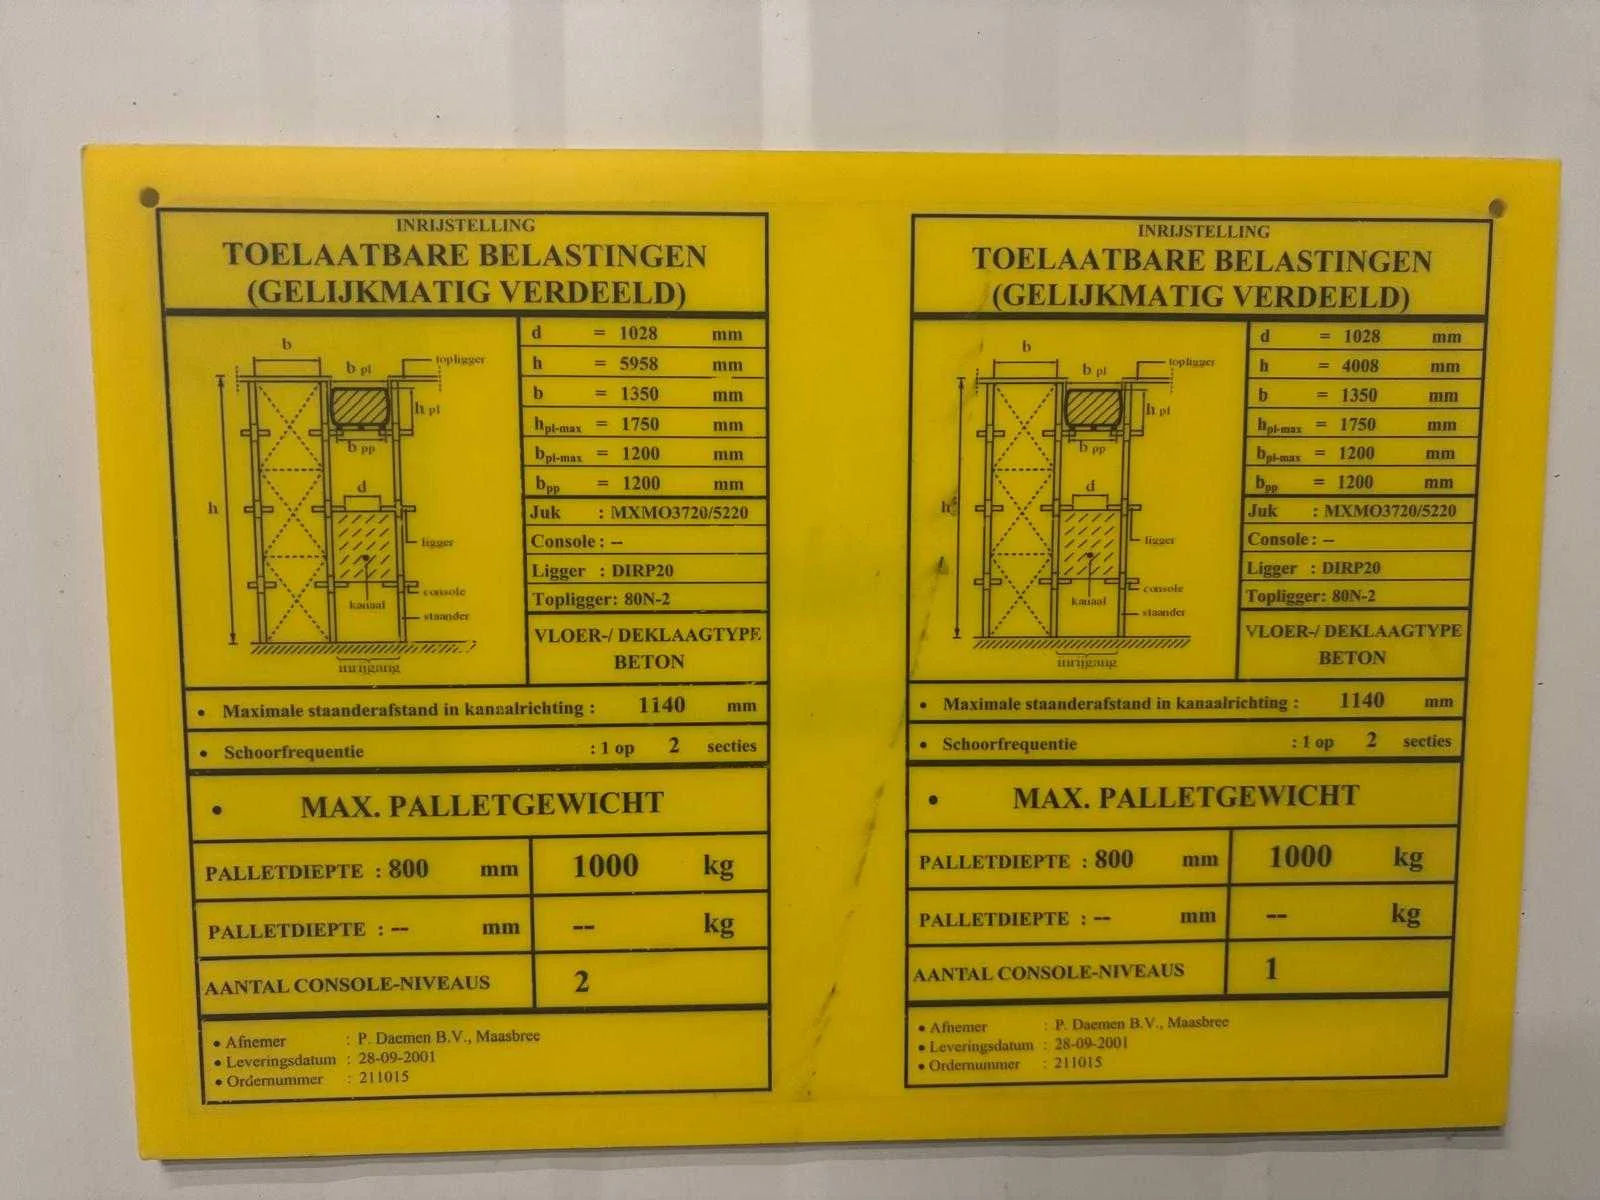 INRIJSTELLING
TOELAATBARE BELASTINGEN
(GELIJKMATIG VERDEELD)
b
b pl
topligger
h pl
b pp
d
h
ligger
console
kanaal
staander
inrijgang
d = 1028 mm
h = 5958 mm
b = 1350 mm
hpl-max = 1750 mm
bpl-max = 1200 mm
bpp = 1200 mm
Juk : MXMO3720/5220
Console : --
Ligger : DIRP20
Topligger: 80N-2
VLOER-/ DEKLAAGTYPE
BETON
• Maximale staanderafstand in kanaalrichting : 1140 mm
• Schoorfrequentie : 1 op 2 secties
• MAX. PALLETGEWICHT
PALLETDIEPTE : 800 mm 1000 kg
PALLETDIEPTE : -- mm -- kg
AANTAL CONSOLE-NIVEAUS 2
• Afnemer : P. Daemen B.V., Maasbree
• Leveringsdatum : 28-09-2001
• Ordernummer : 211015
INRIJSTELLING
TOELAATBARE BELASTINGEN
(GELIJKMATIG VERDEELD)
b
b pl
topligger
h pl
b pp
d
h
ligger
console
kanaal
staander
inrijgang
d = 1028 mm
h = 4008 mm
b = 1350 mm
hpl-max = 1750 mm
bpl-max = 1200 mm
bpp = 1200 mm
Juk : MXMO3720/5220
Console : --
Ligger : DIRP20
Topligger: 80N-2
VLOER-/ DEKLAAGTYPE
BETON
• Maximale staanderafstand in kanaalrichting : 1140 mm
• Schoorfrequentie : 1 op 2 secties
• MAX. PALLETGEWICHT
PALLETDIEPTE : 800 mm 1000 kg
PALLETDIEPTE : -- mm -- kg
AANTAL CONSOLE-NIVEAUS 1
• Afnemer : P. Daemen B.V., Maasbree
• Leveringsdatum : 28-09-2001
• Ordernummer : 211015